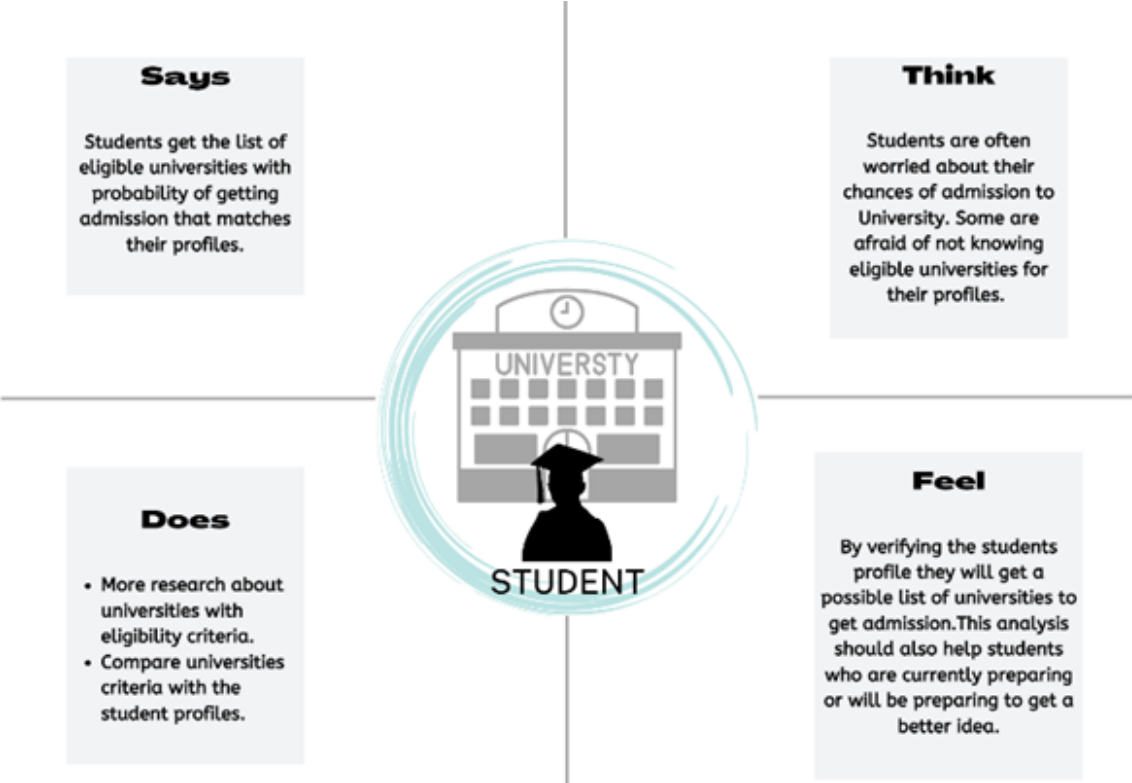 Says
Students get the list of
eligible universities with
probability of getting
admission that matches
their profiles.
Think
Students are often
worried about their
chances of admission to
University. Some are
afraid of not knowing
eligible universities for
their profiles.
UNIVERSTY
STUDENT
Does
• More research about
universities with
eligibility criteria.
• Compare universities
criteria with the
student profiles.
Feel
By verifying the students
profile they will get a
possible list of universities to
get admission.This analysis
should also help students
who are currently preparing
or will be preparing to get a
better idea.